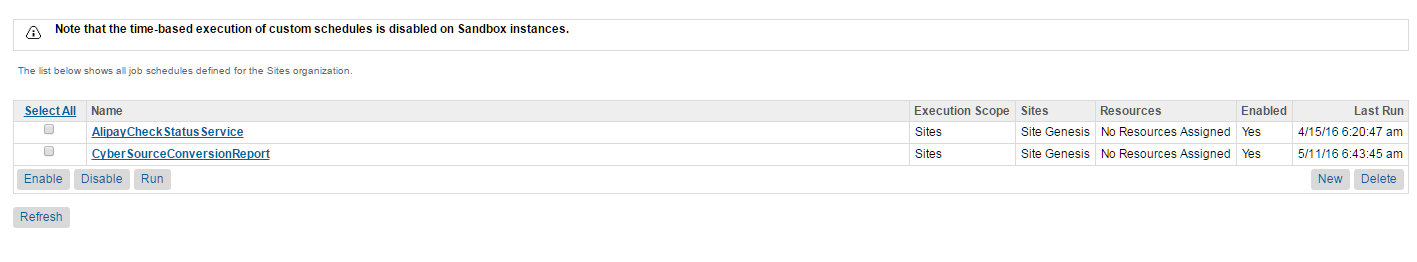 Note that the time-based execution of custom schedules is disabled on Sandbox instances.
The list below shows all job schedules defined for the Sites organization.
Select All Name Execution Scope Sites Resources Enabled Last Run
AlipayCheckStatusService Sites Site Genesis No Resources Assigned Yes 4/15/16 6:20:47 am
CyberSourceConversionReport Sites Site Genesis No Resources Assigned Yes 5/11/16 6:43:45 am
Enable Disable Run New Delete
Refresh